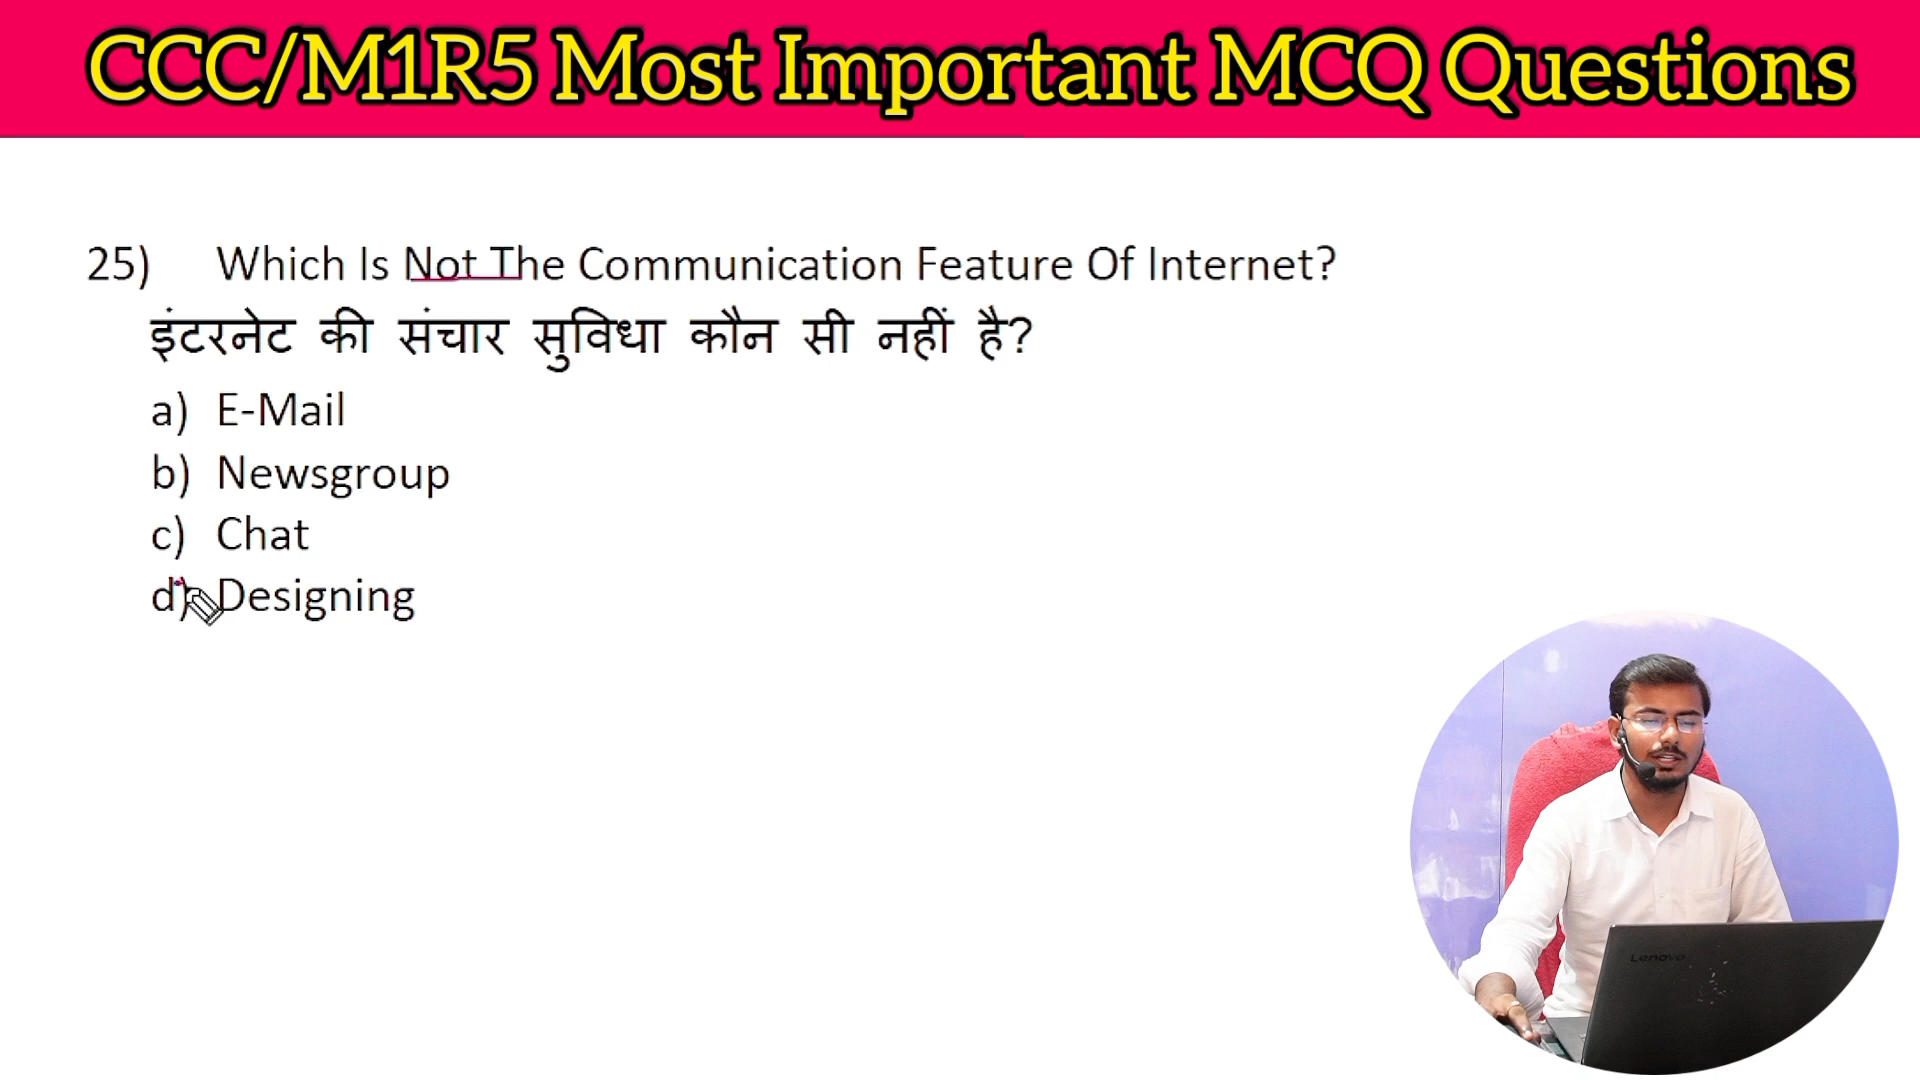 CCC/M1R5 Most Important MCQ Questions
25) Which Is Not The Communication Feature Of Internet?
इंटरनेट की संचार सुविधा कौन सी नहीं है?
a) E-Mail
b) Newsgroup
c) Chat
d) Designing
Lenovo